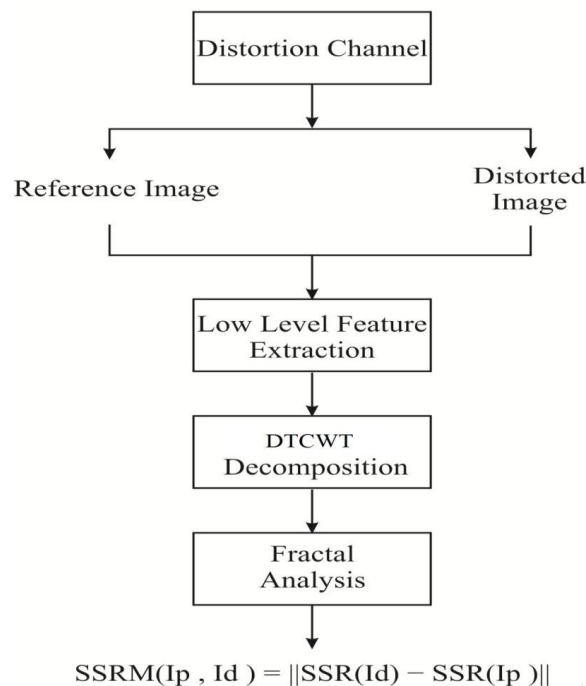 Distortion Channel
Reference Image
Distorted
Image
Low Level Feature
Extraction
DTCWT
Decomposition
Fractal
Analysis
SSRM(Ip , Id ) = ||SSR(Id) − SSR(Ip )||